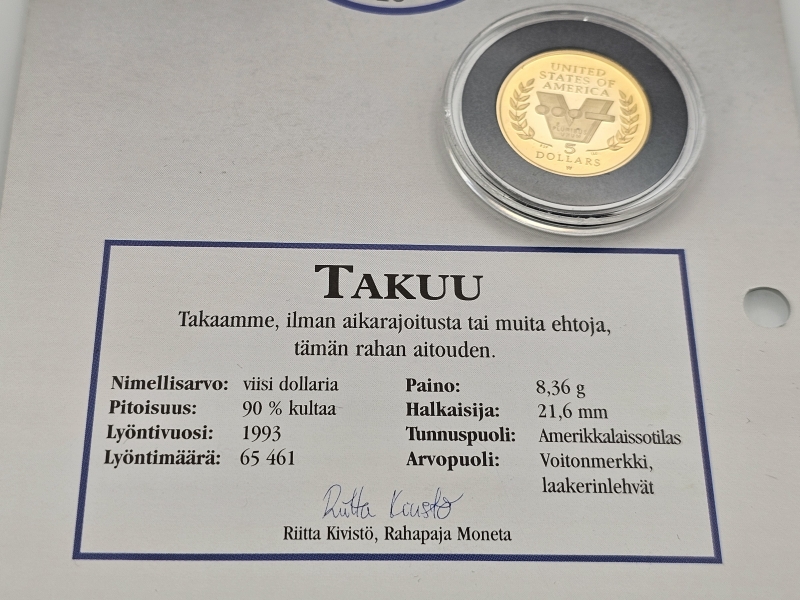 UNITED
STATES OF
AMERICA
5
DOLLARS
TAKUU
Takaamme, ilman aikarajoitusta tai muita ehtoja,
tämän rahan aitouden.
Nimellisarvo: viisi dollaria
Pitoisuus: 90 % kultaa
Lyöntivuosi: 1993
Lyöntimäärä: 65 461
Paino: 8,36 g
Halkaisija: 21,6 mm
Tunnuspuoli: Amerikkalaissotilas
Arvopuoli: Voitonmerkki,
laakerinlehvät
Riitta Kivistö
Riitta Kivistö, Rahapaja Moneta